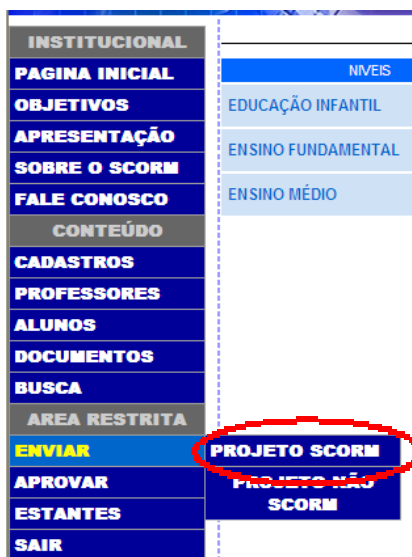 INSTITUCIONAL
PAGINA INICIAL
OBJETIVOS
APRESENTAÇÃO
SOBRE O SCORM
FALE CONOSCO
CONTEÚDO
CADASTROS
PROFESSORES
ALUNOS
DOCUMENTOS
BUSCA
AREA RESTRITA
ENVIAR
APROVAR
ESTANTES
SAIR
PROJETO SCORM
PROJETO NÃO
SCORM
NIVEIS
EDUCAÇÃO INFANTIL
ENSINO FUNDAMENTAL
ENSINO MÉDIO